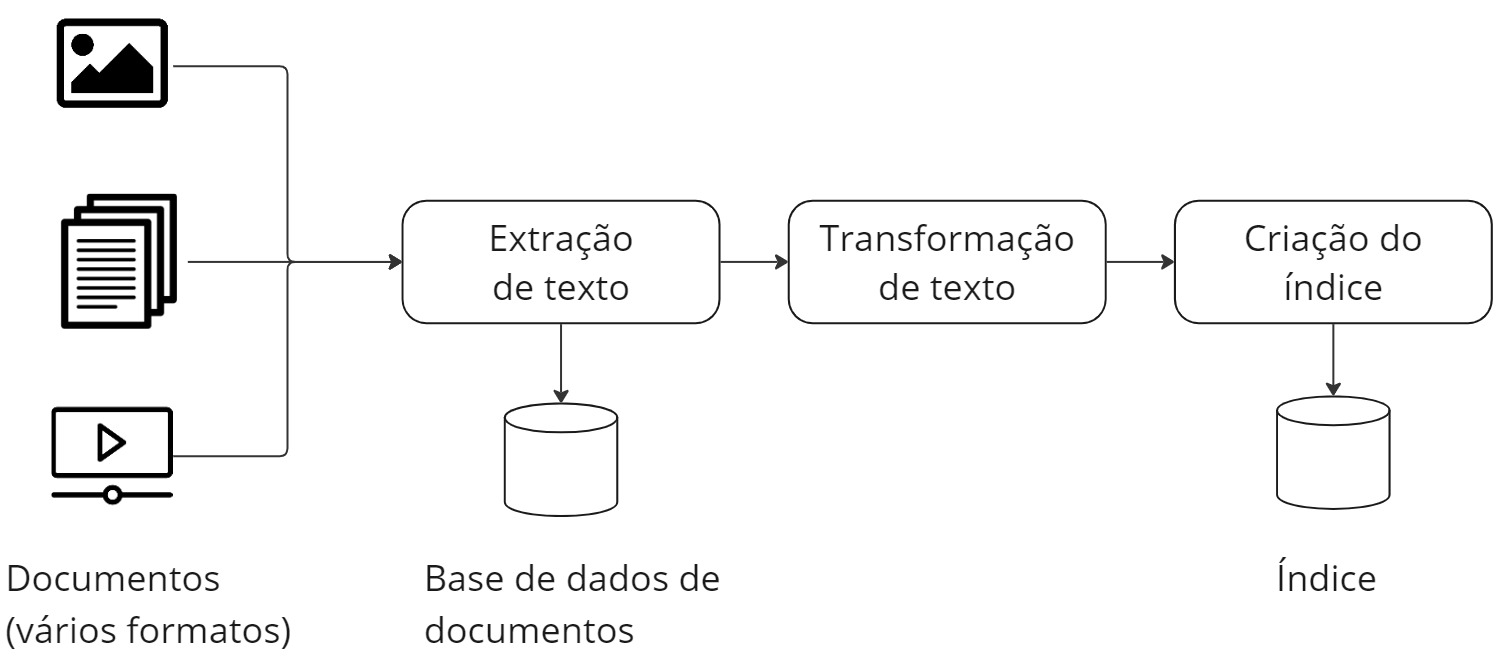 Extração
de texto
Transformação
de texto
Criação do
índice
Documentos
(vários formatos)
Base de dados de
documentos
Índice